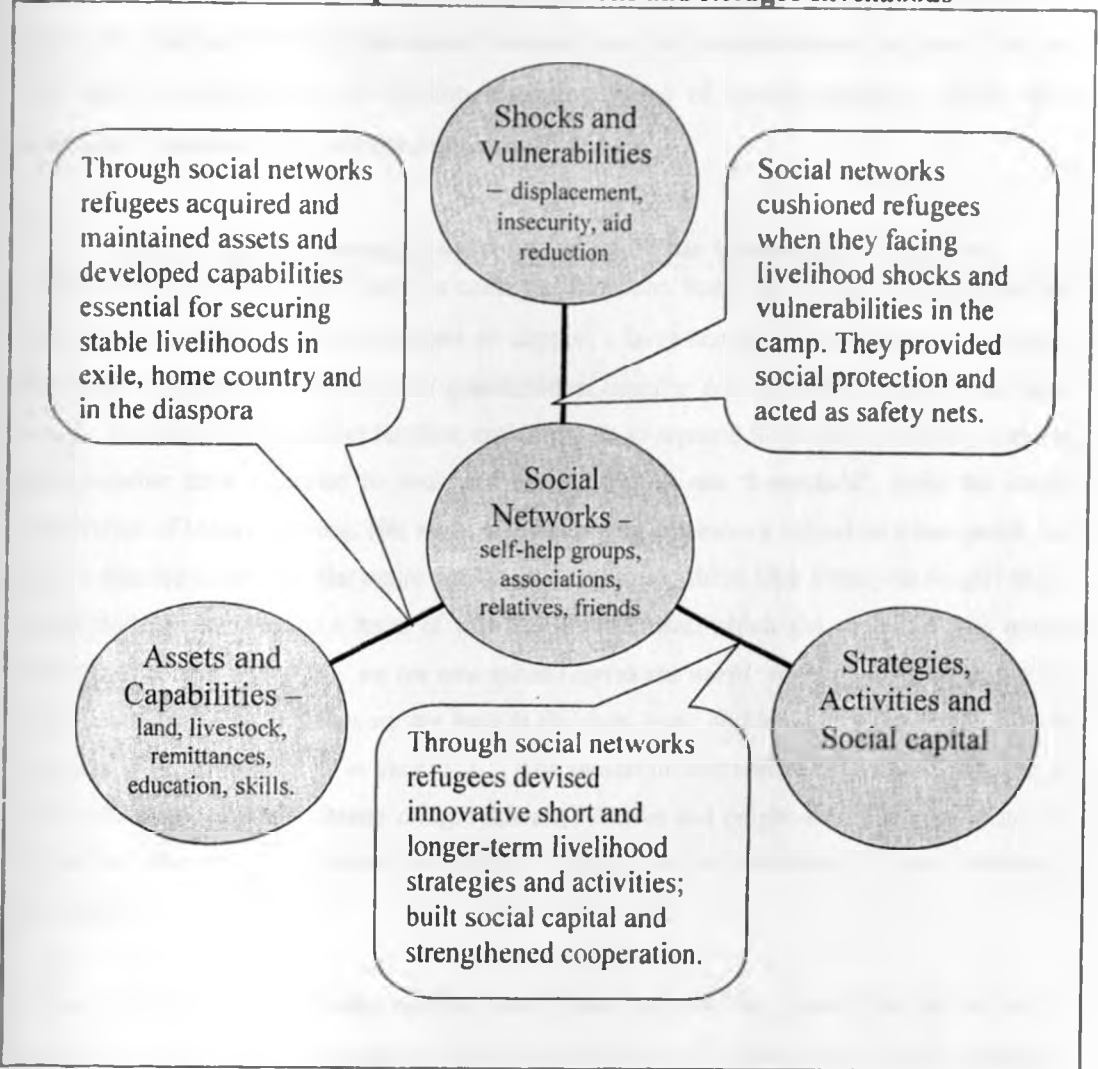 and Refugee Livelihoods
Shocks and
Vulnerabilities
– displacement,
insecurity, aid
reduction
Through social networks
refugees acquired and
maintained assets and
developed capabilities
essential for securing
stable livelihoods in
exile, home country and
in the diaspora
Social networks
cushioned refugees
when they facing
livelihood shocks and
vulnerabilities in the
camp. They provided
social protection and
acted as safety nets.
Social
Networks –
self-help groups,
associations,
relatives, friends
Assets and
Capabilities –
land, livestock,
remittances,
education, skills.
Through social networks
refugees devised
innovative short and
longer-term livelihood
strategies and activities;
built social capital and
strengthened cooperation.
Strategies,
Activities and
Social capital